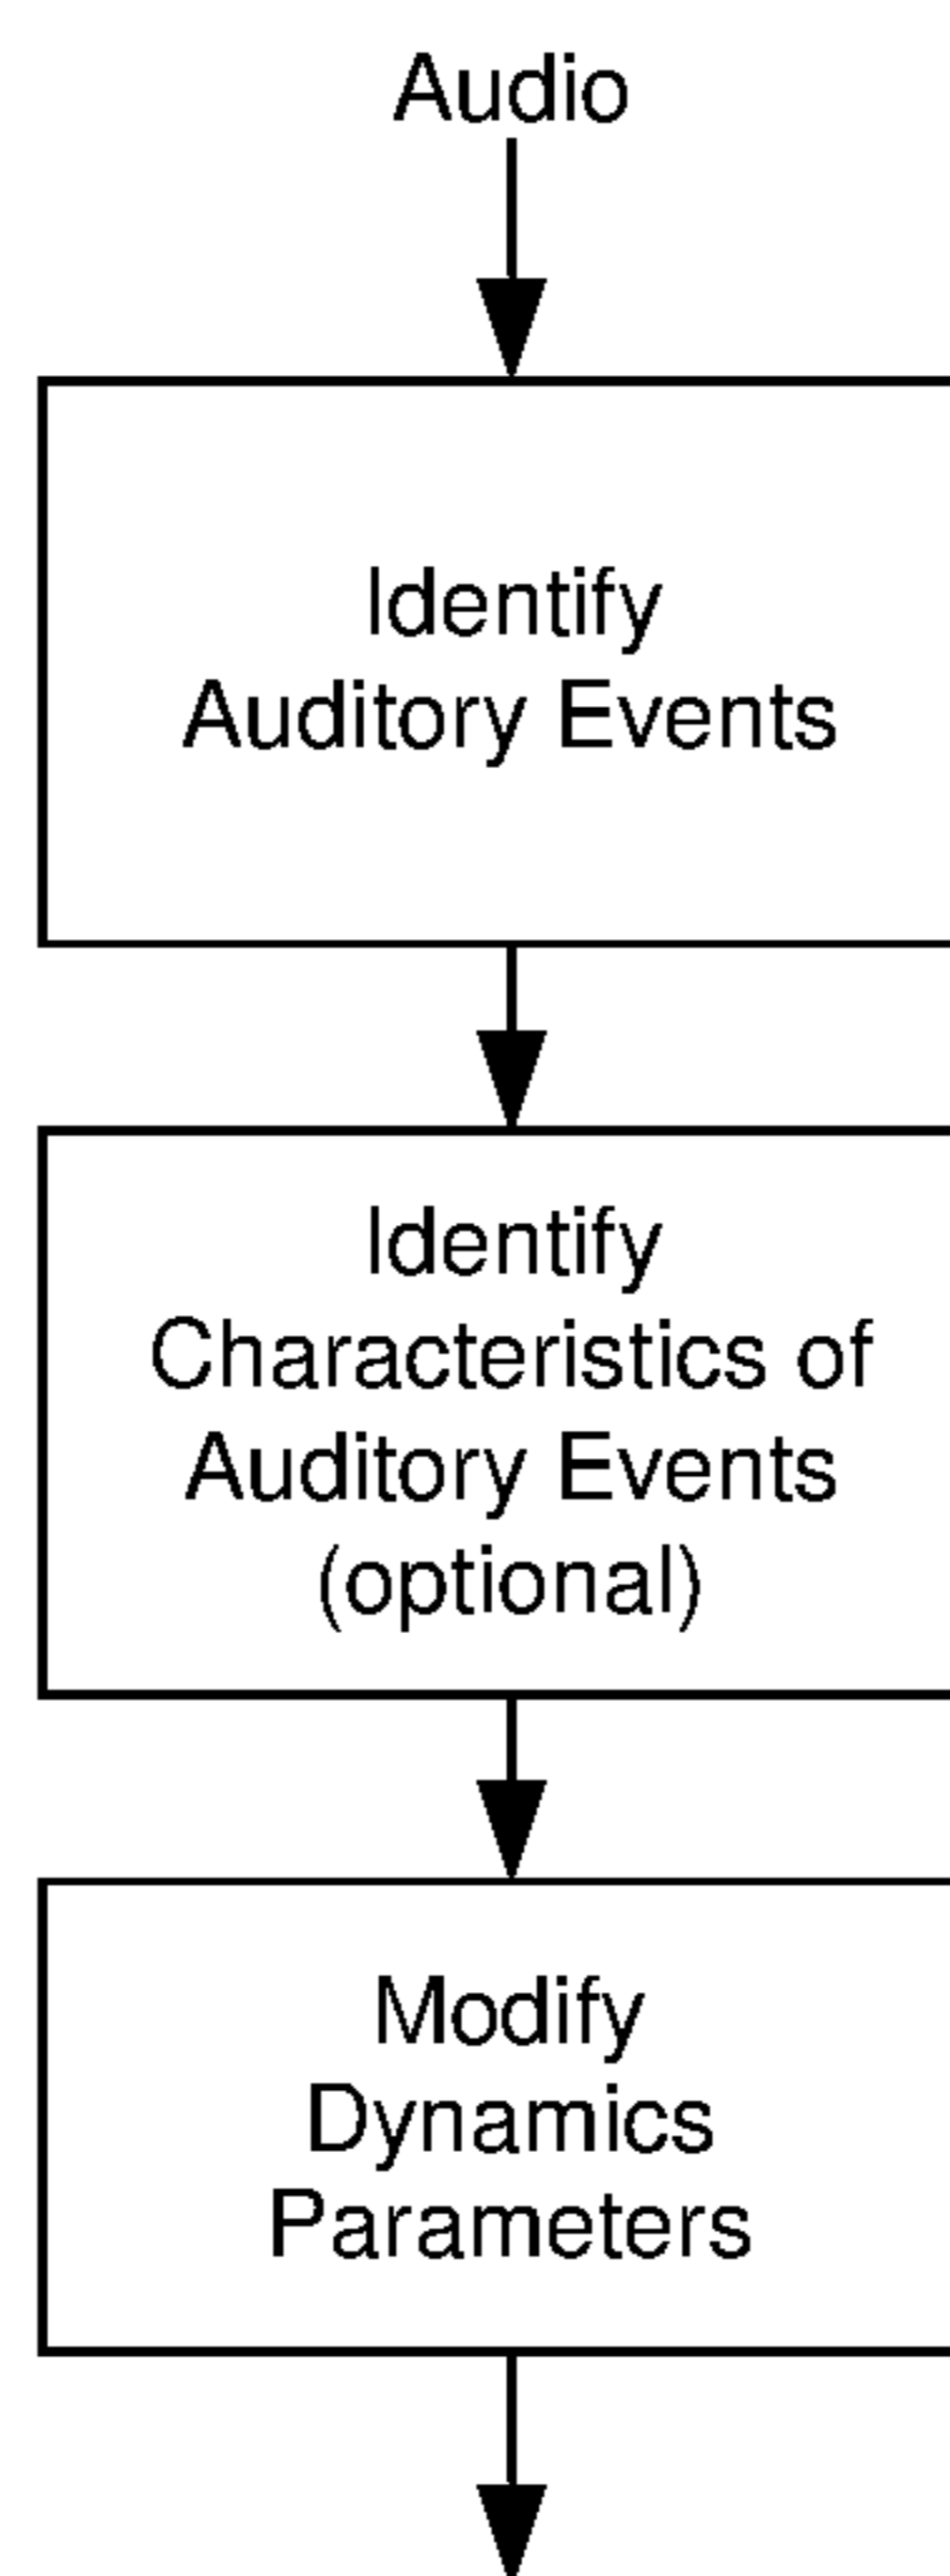 Audio
Identify
Auditory Events
Identify
Characteristics of
Auditory Events
(optional)
Modify
Dynamics
Parameters